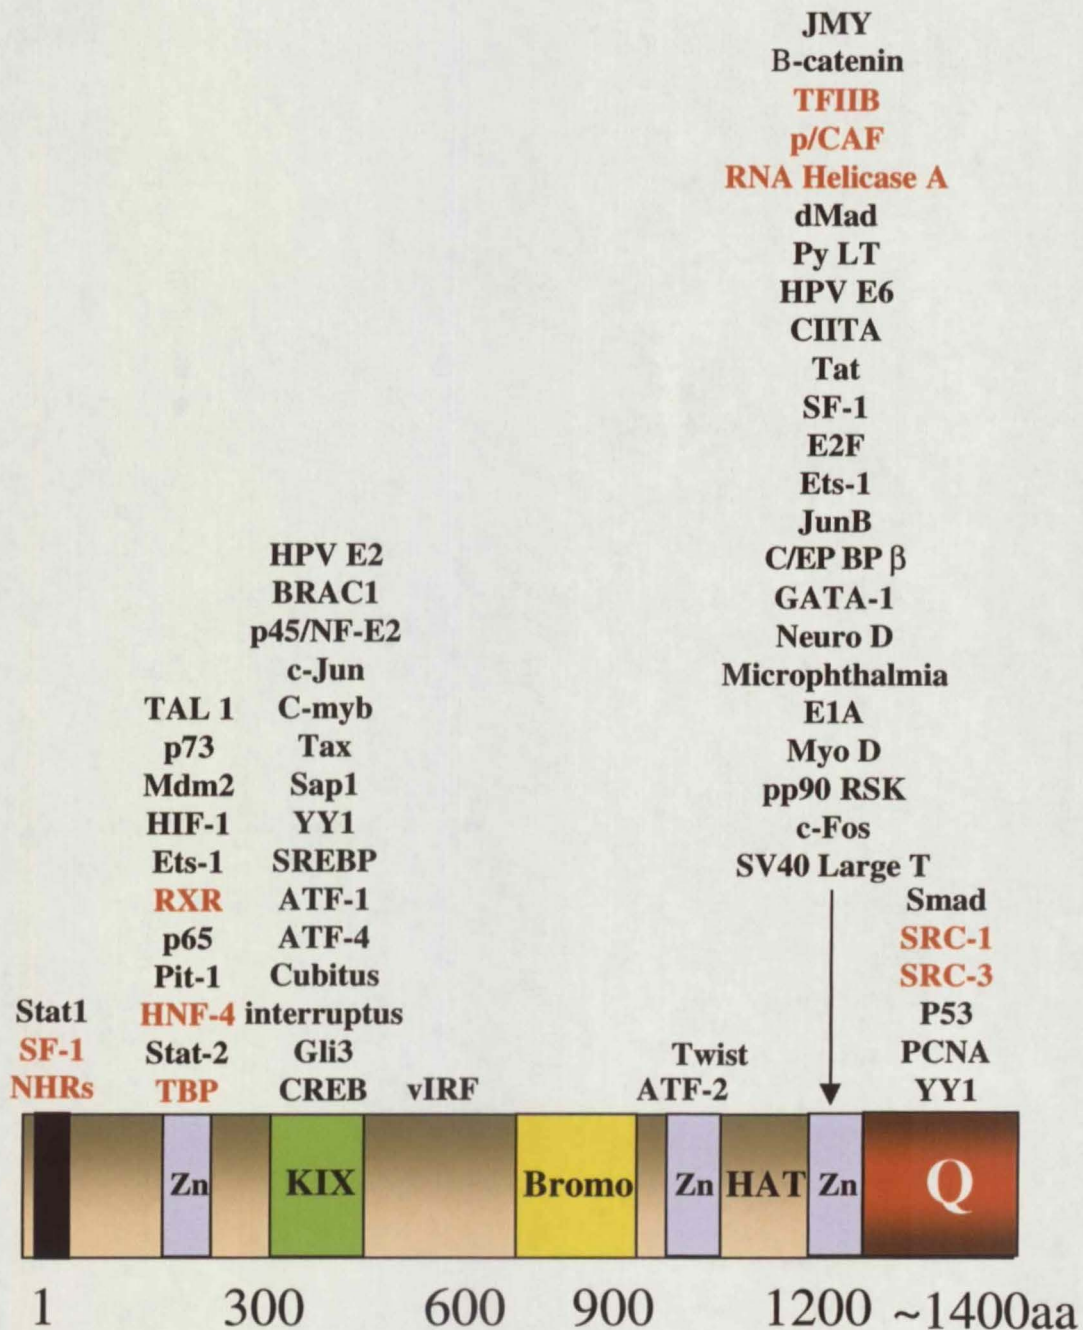 JMY
B-catenin
TFIIB
p/CAF
RNA Helicase A
dMad
Py LT
HPV E6
CIITA
Tat
SF-1
E2F
Ets-1
JunB
C/EP BP β
GATA-1
Neuro D
Microphthalmia
E1A
Myo D
pp90 RSK
c-Fos
SV40 Large T
HPV E2
BRAC1
p45/NF-E2
c-Jun
C-myb
Tax
Sap1
YY1
SREBP
ATF-1
ATF-4
Cubitus
interruptus
Gli3
CREB
TAL 1
p73
Mdm2
HIF-1
Ets-1
RXR
p65
Pit-1
HNF-4
Stat-2
TBP
Stat1
SF-1
NHRs
vIRF
Twist
ATF-2
Smad
SRC-1
SRC-3
P53
PCNA
YY1
Zn KIX Bromo Zn HAT Zn Q
1 300 600 900 1200 ~1400aa